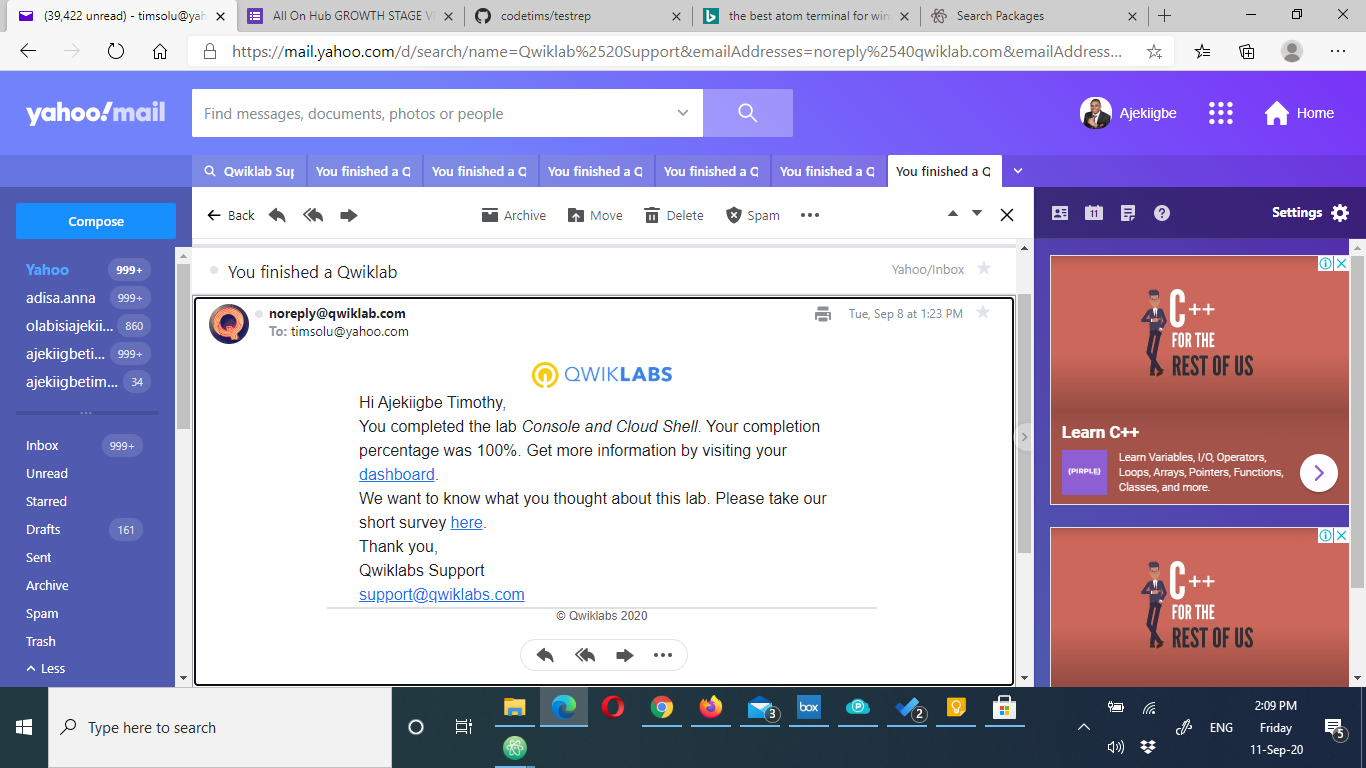 (39,422 unread) - timsolu@yah
All On Hub GROWTH STAGE V
codetims/testrep
the best atom terminal for win
Search Packages
https://mail.yahoo.com/d/search/name=Qwiklab%2520Support&emailAddresses=noreply%2540qwiklab.com&emailAddress...
yahoo!mail
Find messages, documents, photos or people
Ajekiigbe
Home
Qwiklab Sup
You finished a Q
You finished a Q
You finished a Q
You finished a Q
You finished a Q
You finished a Q
Compose
Back
Archive
Move
Delete
Spam
11
Settings
Yahoo 999+
adisa.anna 999+
olabisiajekii... 860
ajekiigbeti... 999+
ajekiigbetim... 34
Inbox 999+
Unread
Starred
Drafts 161
Sent
Archive
Spam
Trash
Less
You finished a Qwiklab
Yahoo/Inbox
noreply@qwiklab.com
Tue, Sep 8 at 1:23 PM
To: timsolu@yahoo.com
QWIKLABS
Hi Ajekiigbe Timothy,
You completed the lab Console and Cloud Shell. Your completion
percentage was 100%. Get more information by visiting your
dashboard.
We want to know what you thought about this lab. Please take our
short survey here.
Thank you,
Qwiklabs Support
support@qwiklabs.com
© Qwiklabs 2020
C++
FOR THE
REST OF US
Learn C++
{PIRPLE}
Learn Variables, I/O, Operators,
Loops, Arrays, Pointers, Functions,
Classes, and more.
C++
FOR THE
REST OF US
Type here to search
3
box
2
ENG
2:09 PM
Friday
11-Sep-20
5